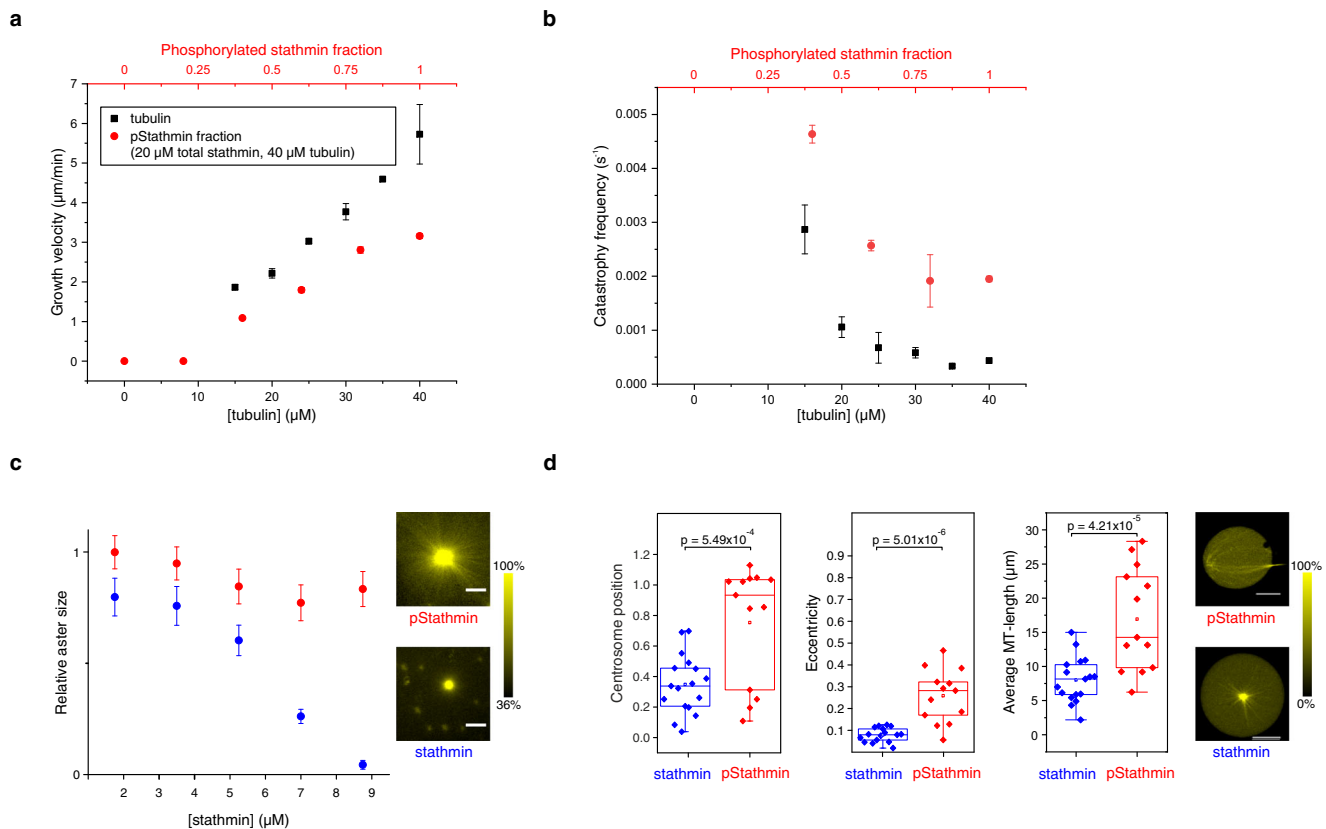 a
Phosphorylated stathmin fraction
0 0.25 0.5 0.75 1
7
6
5
4
3
2
1
0
Growth velocity (µm/min)
tubulin
pStathmin fraction
(20 µM total stathmin, 40 µM tubulin)
0 10 20 30 40
[tubulin] (µM)
b
Phosphorylated stathmin fraction
0 0.25 0.5 0.75 1
0.005
0.004
0.003
0.002
0.001
0.000
Catastrophy frequency (s⁻¹)
0 10 20 30 40
[tubulin] (µM)
c
1
0
Relative aster size
2 3 4 5 6 7 8 9
[stathmin] (µM)
pStathmin
stathmin
100%
36%
d
p = 5.49x10⁻⁴
1.2
1.0
0.8
0.6
0.4
0.2
0.0
Centrosome position
stathmin pStathmin
p = 5.01x10⁻⁶
0.9
0.8
0.7
0.6
0.5
0.4
0.3
0.2
0.1
Eccentricity
stathmin pStathmin
p = 4.21x10⁻⁵
30
25
20
15
10
5
0
Average MT-length (µm)
stathmin pStathmin
pStathmin
stathmin
100%
0%